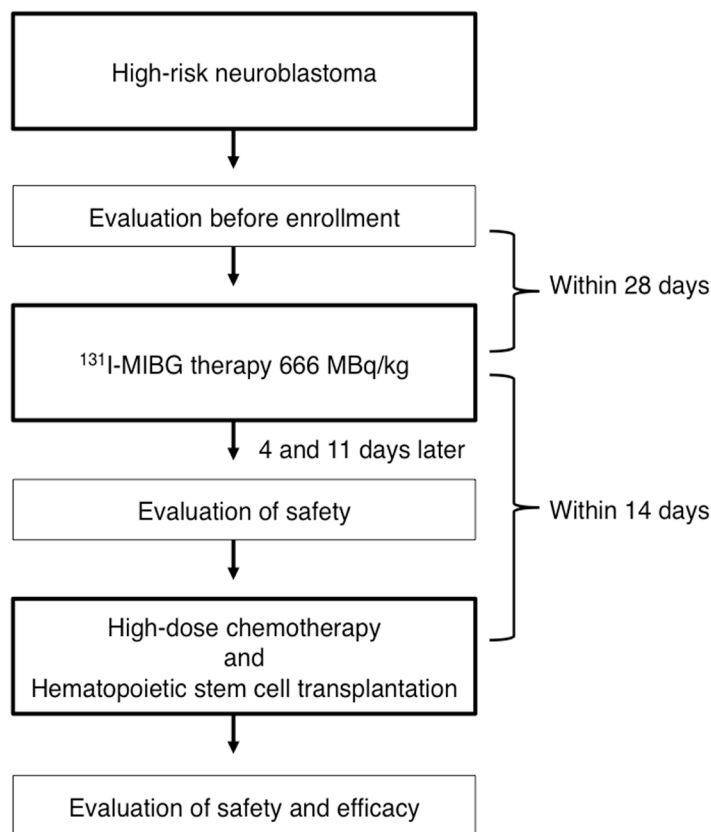 High-risk neuroblastoma
Evaluation before enrollment
Within 28 days
¹³¹I-MIBG therapy 666 MBq/kg
4 and 11 days later
Evaluation of safety
Within 14 days
High-dose chemotherapy
and
Hematopoietic stem cell transplantation
Evaluation of safety and efficacy